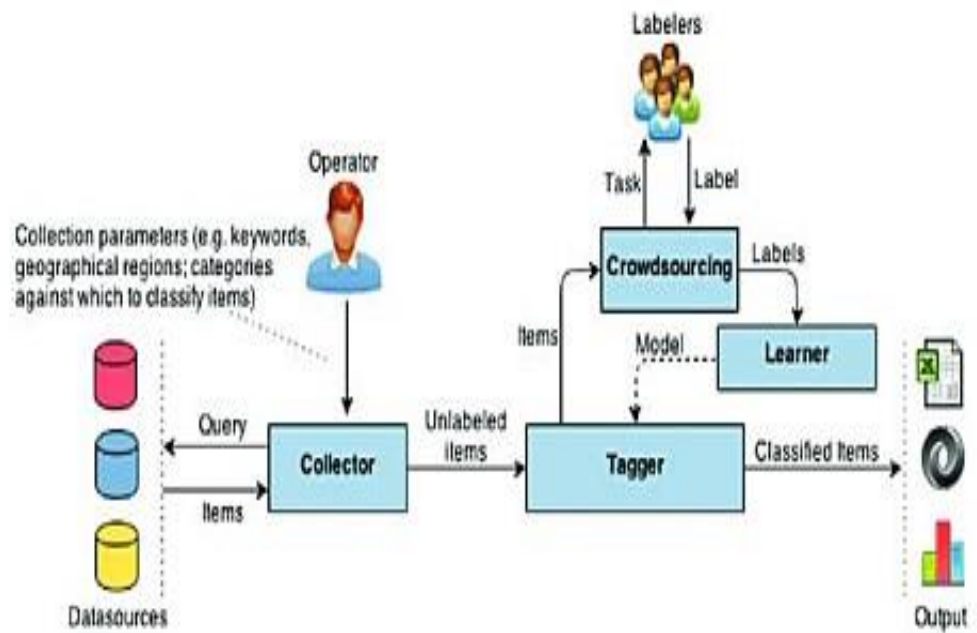 Labelers
Operator
Task
Label
Collection parameters (e.g. keywords,
geographical regions; categories
against which to classify items)
Crowdsourcing
Labels
Items
Model
Learner
Query
Unlabeled
items
Collector
Tagger
Classified Items
Items
Datasources
Output